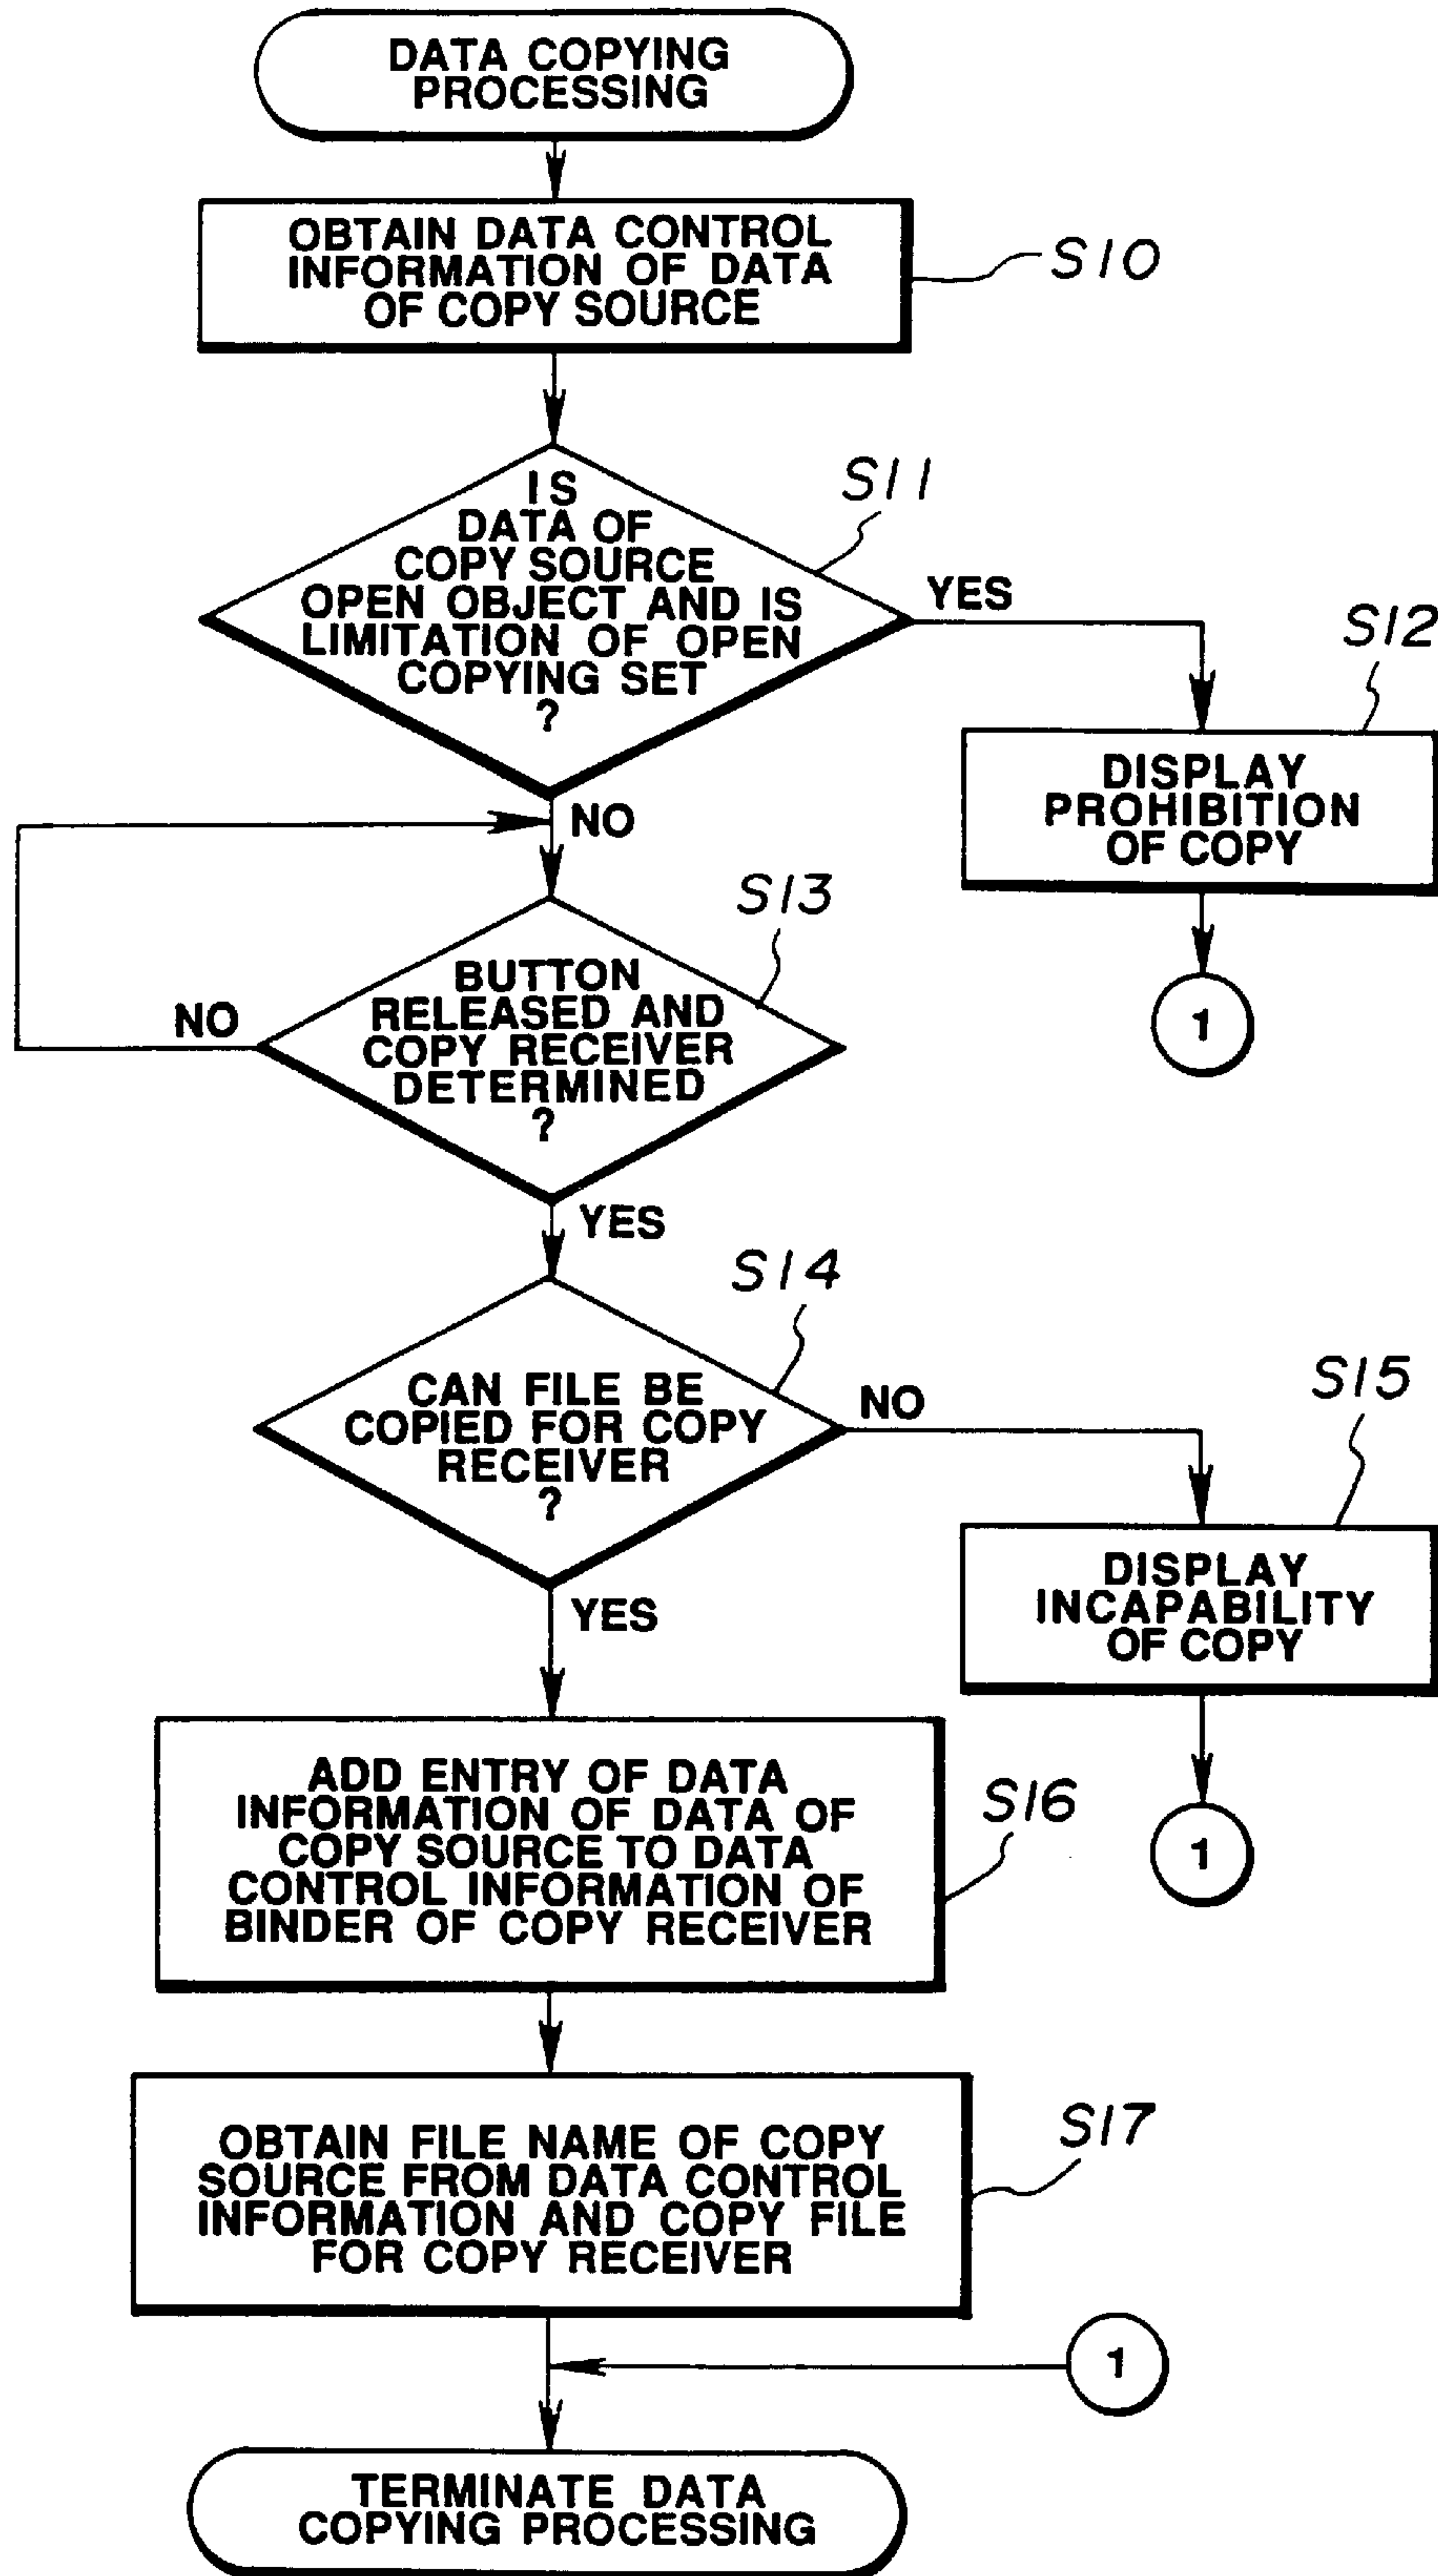 DATA COPYING
PROCESSING
OBTAIN DATA CONTROL
INFORMATION OF DATA
OF COPY SOURCE
S10
IS
DATA OF
COPY SOURCE
OPEN OBJECT AND IS
LIMITATION OF OPEN
COPYING SET
?
S11
YES
S12
DISPLAY
PROHIBITION
OF COPY
1
NO
S13
BUTTON
RELEASED AND
COPY RECEIVER
DETERMINED
?
NO
YES
S14
CAN FILE BE
COPIED FOR COPY
RECEIVER
?
NO
S15
DISPLAY
INCAPABILITY
OF COPY
1
YES
ADD ENTRY OF DATA
INFORMATION OF DATA OF
COPY SOURCE TO DATA
CONTROL INFORMATION OF
BINDER OF COPY RECEIVER
S16
OBTAIN FILE NAME OF COPY
SOURCE FROM DATA CONTROL
INFORMATION AND COPY FILE
FOR COPY RECEIVER
S17
1
TERMINATE DATA
COPYING PROCESSING